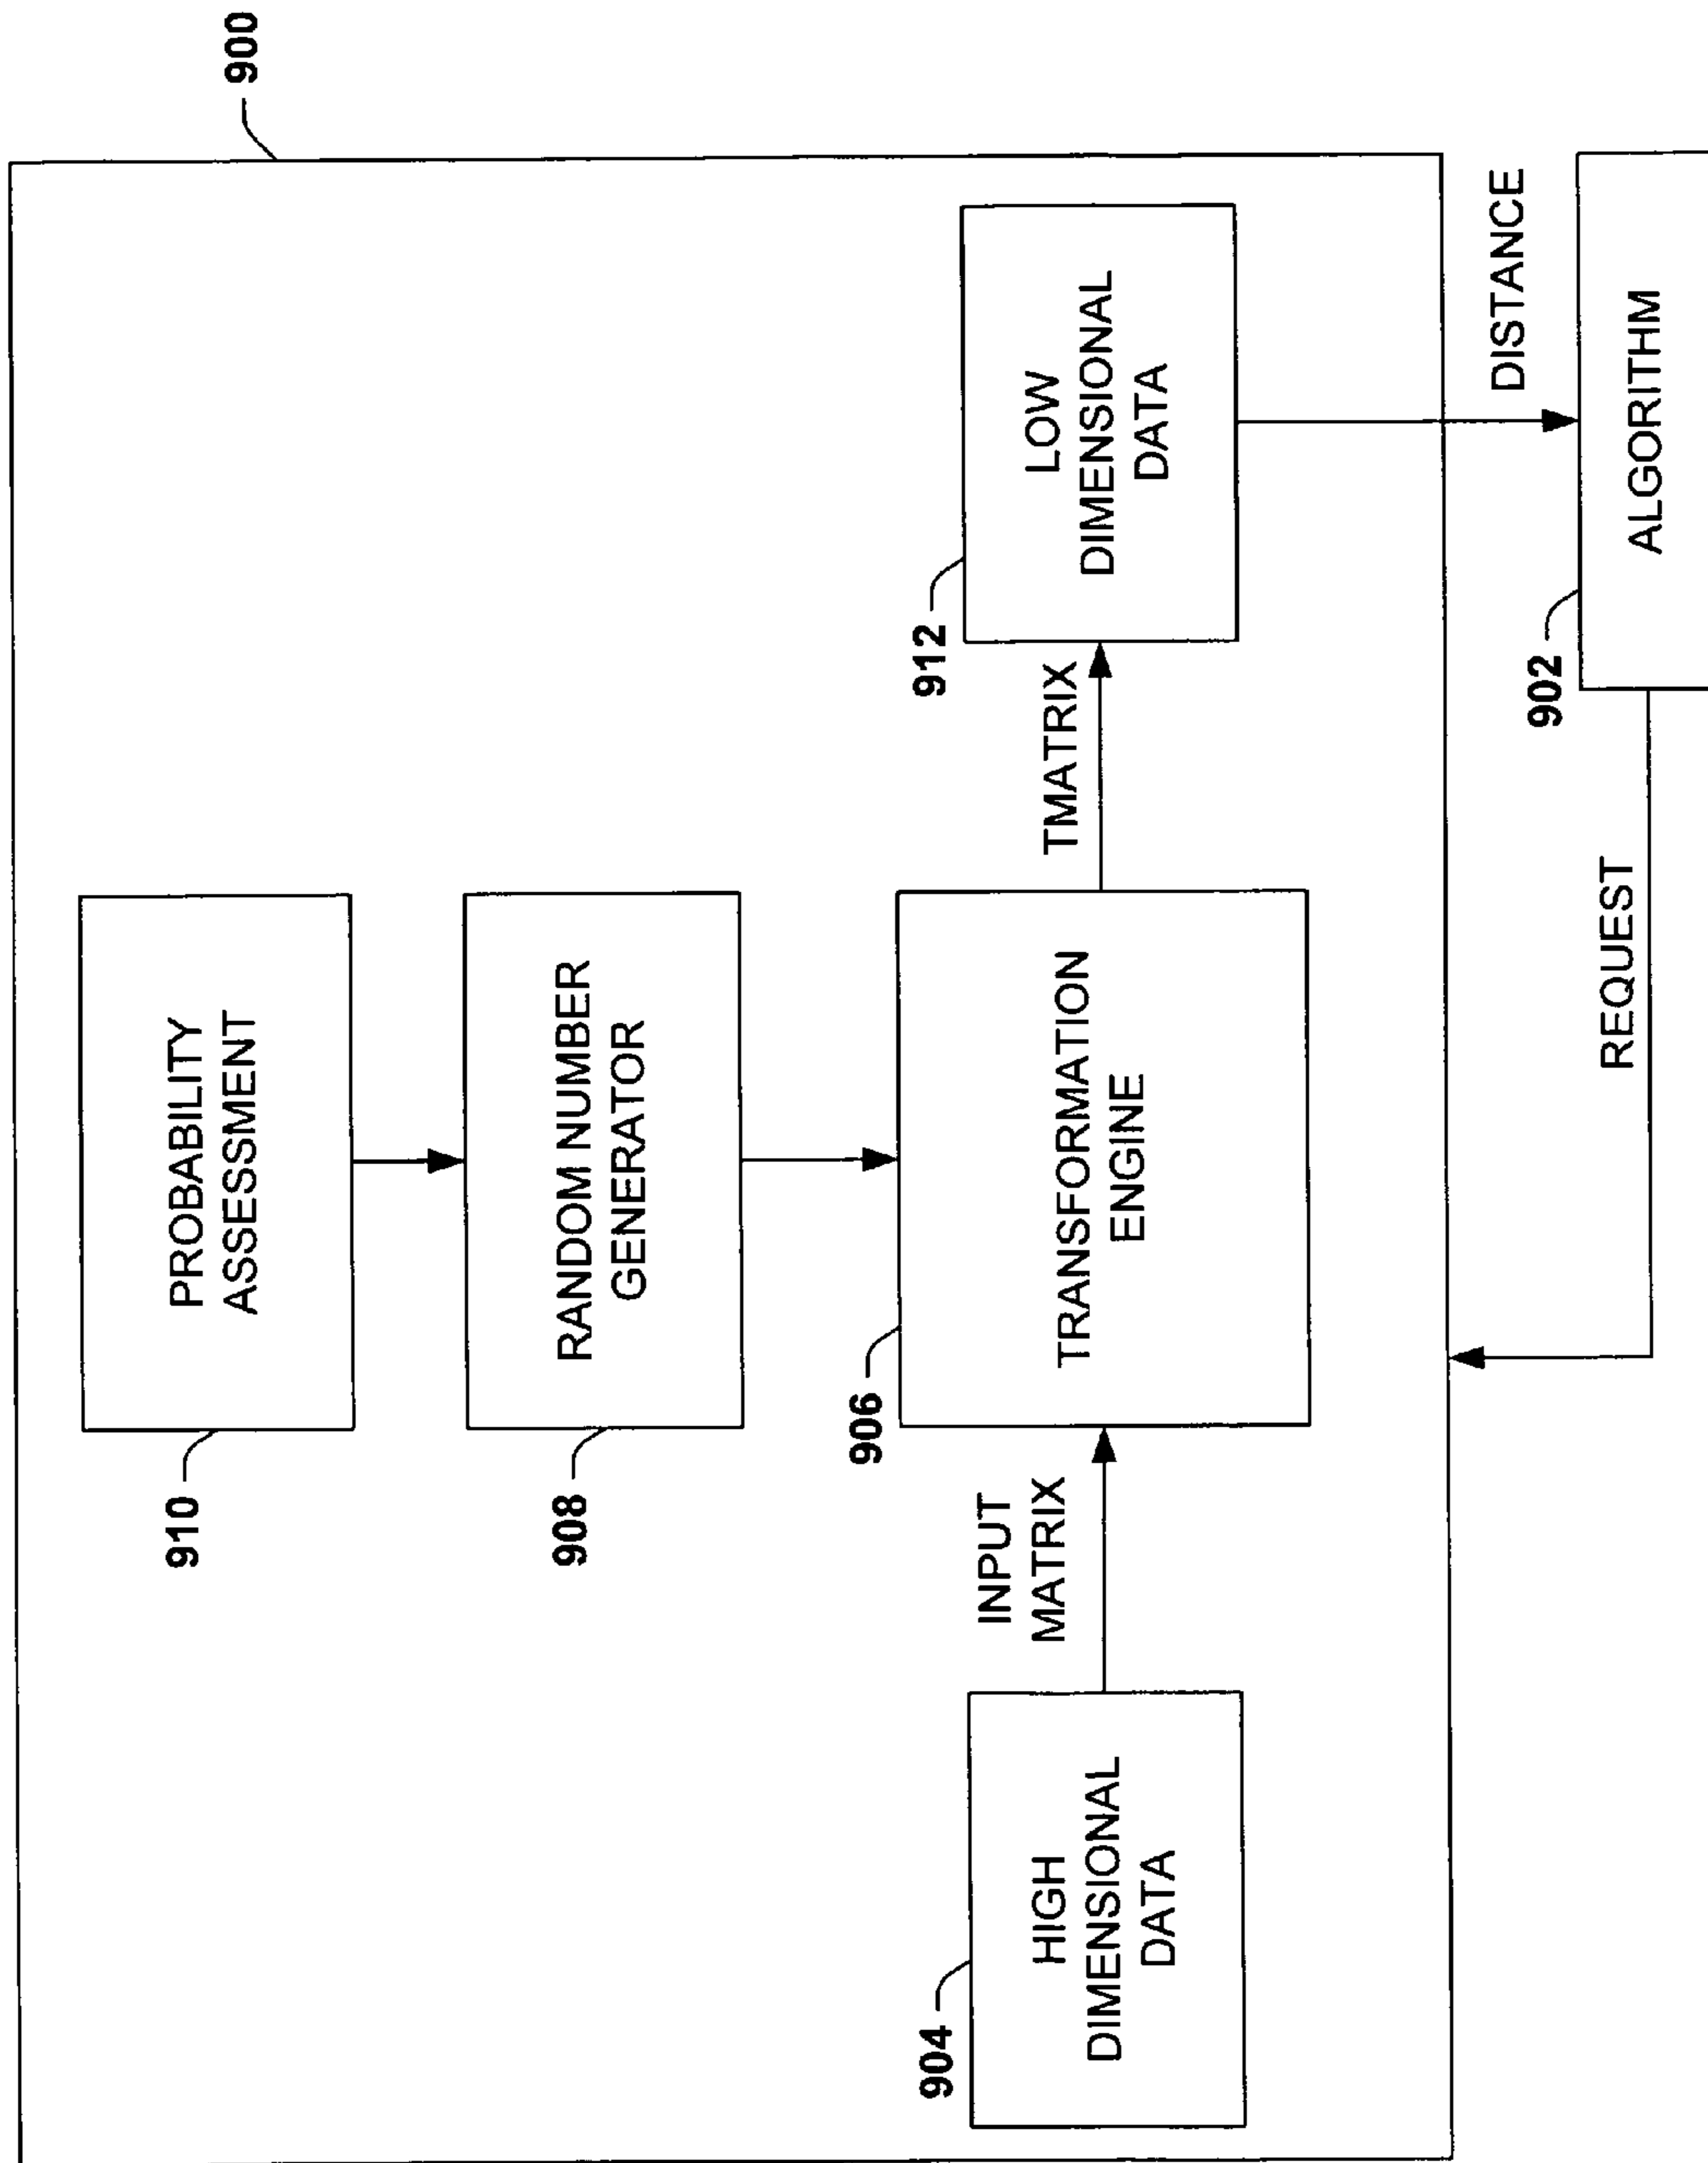 900
PROBABILITY
ASSESSMENT
910
RANDOM NUMBER
GENERATOR
908
HIGH
DIMENSIONAL
DATA
904
INPUT
MATRIX
TRANSFORMATION
ENGINE
906
TMATRIX
LOW
DIMENSIONAL
DATA
912
DISTANCE
REQUEST
ALGORITHM
902